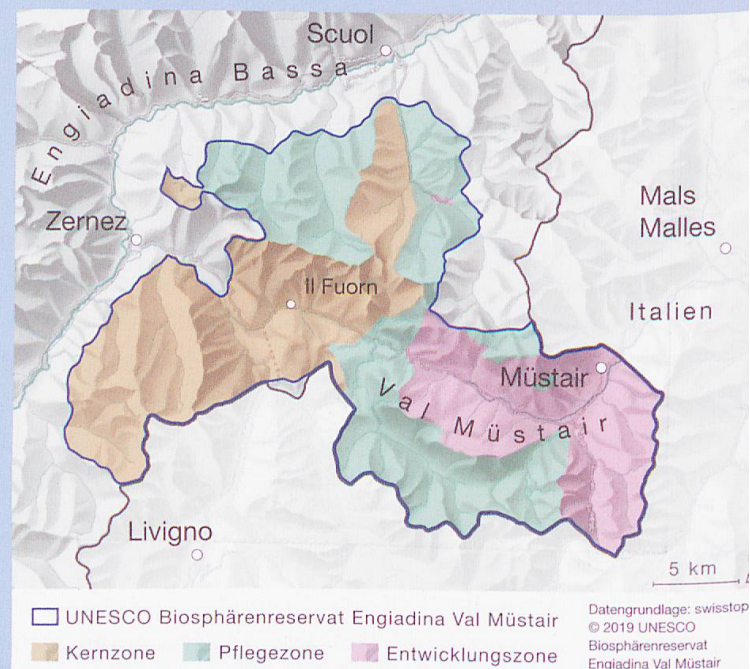 Scuol
Engiadina Bassa
Zernez
Mals
Malles
Il Fuorn
Italien
Müstair
Val Müstair
Livigno
5 km
UNESCO Biosphärenreservat Engiadina Val Müstair
Kernzone Pflegezone Entwicklungszone
Datengrundlage: swisstop
© 2019 UNESCO
Biosphärenreservat
Engiadina Val Müstair